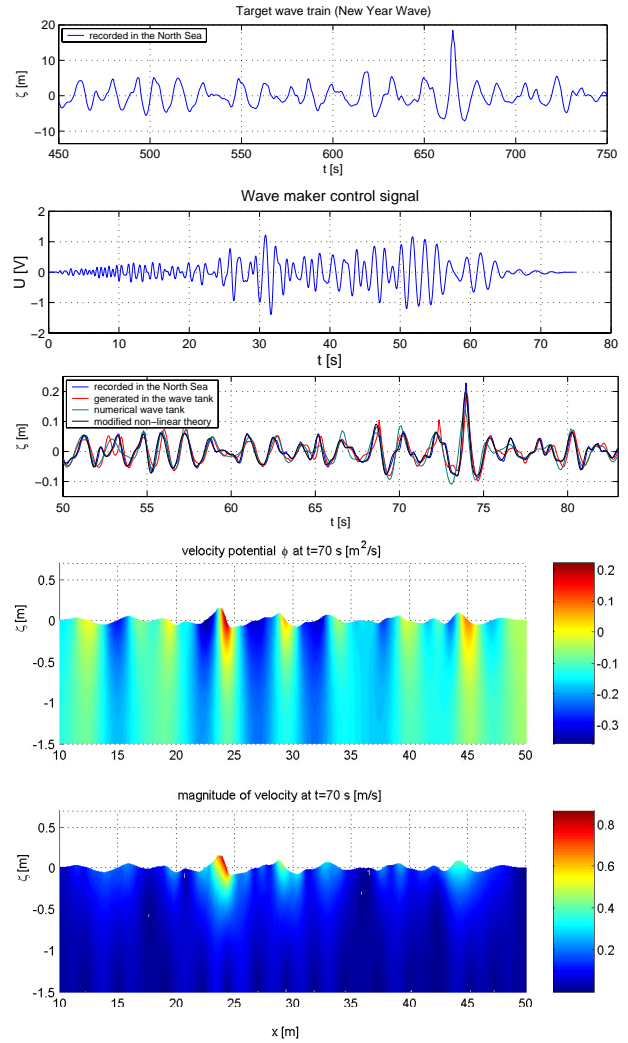 Target wave train (New Year Wave)
20
10
0
−10
ζ [m]
recorded in the North Sea
450 500 550 600 650 700 750
t [s]
Wave maker control signal
2
1
0
−1
−2
U [V]
0 10 20 30 40 50 60 70 80
t [s]
0.2
0.1
0
−0.1
ζ [m]
recorded in the North Sea
generated in the wave tank
numerical wave tank
modified non−linear theory
50 55 60 65 70 75 80
t [s]
velocity potential ϕ at t=70 s [m²/s]
0.5
0
-0.5
-1
-1.5
ζ [m]
10 15 20 25 30 35 40 45 50
0.2
0.1
0
-0.1
-0.2
-0.3
magnitude of velocity at t=70 s [m/s]
0.5
0
-0.5
-1
-1.5
ζ [m]
10 15 20 25 30 35 40 45 50
0.8
0.6
0.4
0.2
x [m]